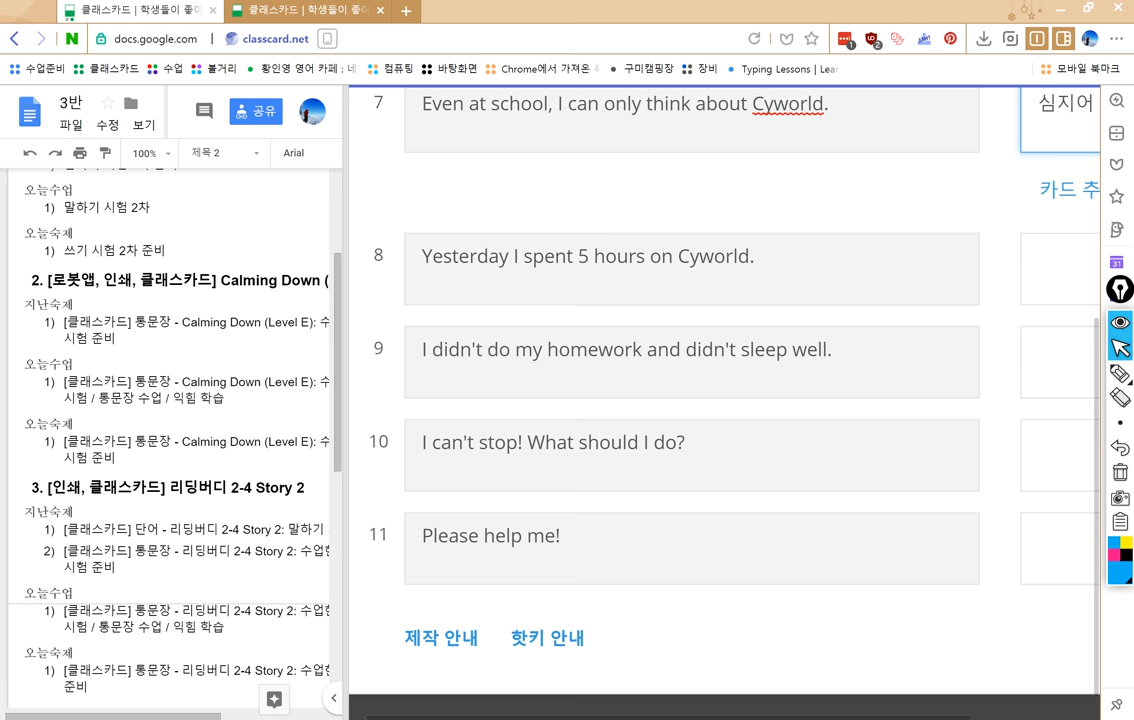 클래스카드 | 학생들이 좋아
클래스카드 | 학생들이 좋아
docs.google.com
classcard.net
1
2
수업준비
클래스카드
수업
볼거리
황인영 영어 카페 : 네
컴퓨팅
바탕화면
Chrome에서 가져온
구미캠핑장
장비
Typing Lessons | Lear
모바일 북마크
3반
파일 수정 보기
공유
100%
제목 2
Arial
오늘수업
1) 말하기 시험 2차
오늘숙제
1) 쓰기 시험 2차 준비
2. [로봇앱, 인쇄, 클래스카드] Calming Down (
지난숙제
1) [클래스카드] 통문장 - Calming Down (Level E): 수
시험 준비
오늘수업
1) [클래스카드] 통문장 - Calming Down (Level E): 수
시험 / 통문장 수업 / 익힘 학습
오늘숙제
1) [클래스카드] 통문장 - Calming Down (Level E): 수
시험 준비
3. [인쇄, 클래스카드] 리딩버디 2-4 Story 2
지난숙제
1) [클래스카드] 단어 - 리딩버디 2-4 Story 2: 말하기
2) [클래스카드] 통문장 - 리딩버디 2-4 Story 2: 수업한
시험 준비
오늘수업
1) [클래스카드] 통문장 - 리딩버디 2-4 Story 2: 수업한
시험 / 통문장 수업 / 익힘 학습
오늘숙제
1) [클래스카드] 통문장 - 리딩버디 2-4 Story 2: 수업한
준비
7 Even at school, I can only think about Cyworld.
심지어
카드 추
8 Yesterday I spent 5 hours on Cyworld.
9 I didn't do my homework and didn't sleep well.
10 I can't stop! What should I do?
11 Please help me!
제작 안내 핫키 안내
31